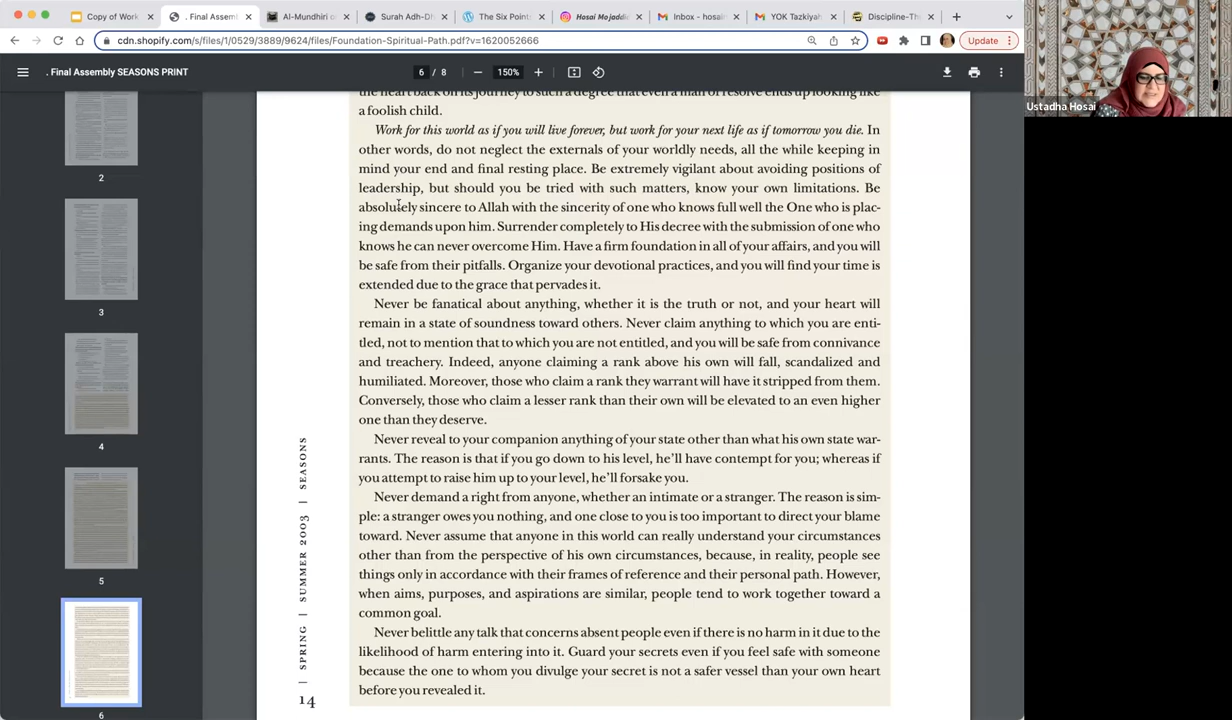 Copy of Work
. Final Assemb
Al-Mundhiri o
Surah Adh-Dh
The Six Point
Hosai Mojaddi
Inbox - hosai
YOK Tazkiyah
Discipline-The
cdn.shopify.com/s/files/1/0529/3889/9624/files/Foundation-Spiritual-Path.pdf?v=1620052666
Update
. Final Assembly SEASONS PRINT
6 / 8
150%
Ustadha Hosai
2
3
4
5
6
the heart back on its journey to such a degree that even a man of resolve ends up looking like
a foolish child.
Work for this world as if you will live forever, but work for your next life as if tomorrow you die. In
other words, do not neglect the externals of your worldly needs, all the while keeping in
mind your end and final resting place. Be extremely vigilant about avoiding positions of
leadership, but should you be tried with such matters, know your own limitations. Be
absolutely sincere to Allah with the sincerity of one who knows full well the One who is plac-
ing demands upon him. Surrender completely to His decree with the submission of one who
knows he can never overcome Him. Have a firm foundation in all of your affairs, and you will
be safe from their pitfalls. Organize your devotional practices, and you will find your time is
extended due to the grace that pervades it.
Never be fanatical about anything, whether it is the truth or not, and your heart will
remain in a state of soundness toward others. Never claim anything to which you are enti-
tled, not to mention that to which you are not entitled, and you will be safe from connivance
and treachery. Indeed, anyone claiming a rank above his own will fall, scandalized and
humiliated. Moreover, those who claim a rank they warrant will have it stripped from them.
Conversely, those who claim a lesser rank than their own will be elevated to an even higher
one than they deserve.
Never reveal to your companion anything of your state other than what his own state war-
rants. The reason is that if you go down to his level, he'll have contempt for you; whereas if
you attempt to raise him up to your level, he'll forsake you.
Never demand a right from anyone, whether an intimate or a stranger. The reason is sim-
ple: a stranger owes you nothing, and one close to you is too important to direct your blame
toward. Never assume that anyone in this world can really understand your circumstances
other than from the perspective of his own circumstances, because, in reality, people see
things only in accordance with their frames of reference and their personal path. However,
when aims, purposes, and aspirations are similar, people tend to work together toward a
common goal.
Never belittle any talk that concerns absent people even if there is no harm in it due to the
likelihood of harm entering into it. Guard your secrets even if you feel safe with someone
because the one to whom you divulge your secret is not a safer vessel than your own heart
before you revealed it.
| SPRING | SUMMER 2003 | SEASONS
14